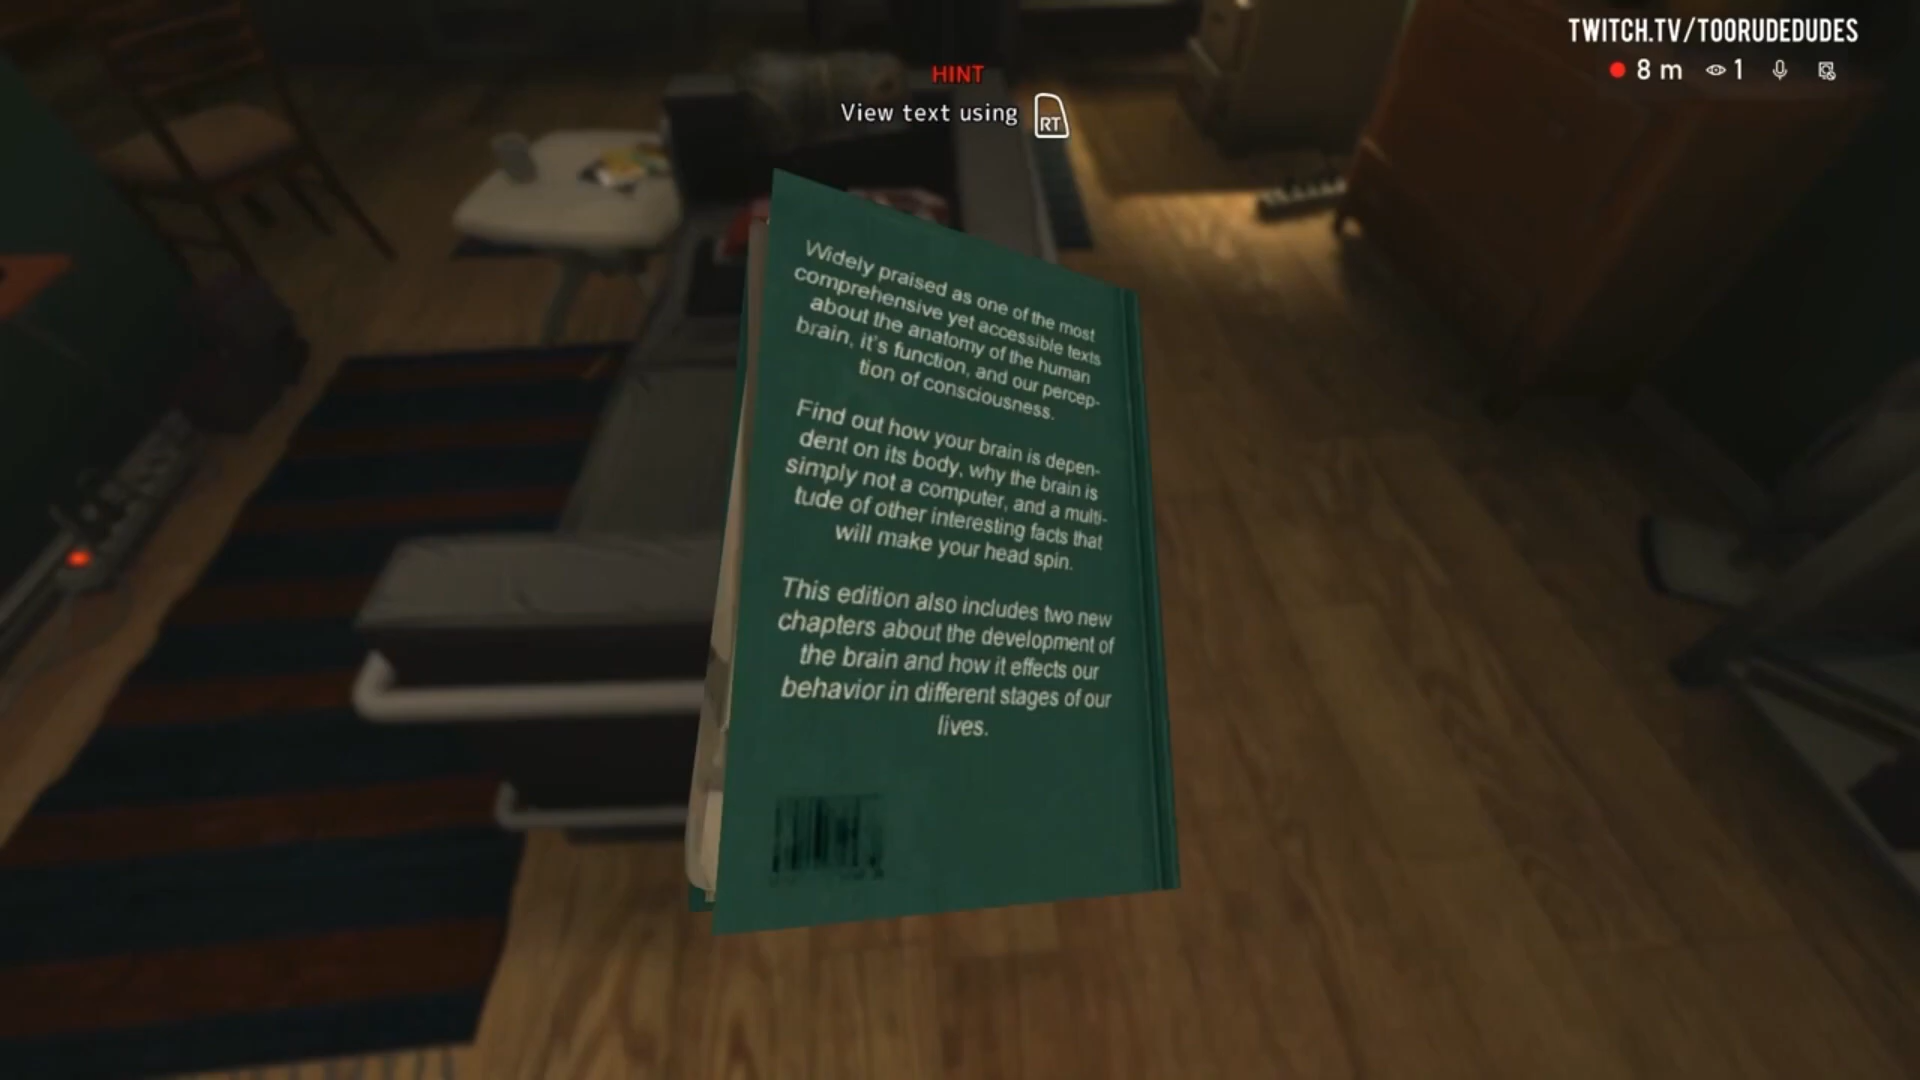 TWITCH.TV/TOORUDEDUDES
8 m 1
HINT
View text using RT
Widely praised as one of the most
comprehensive yet accessible texts
about the anatomy of the human
brain, it's function, and our percep-
tion of consciousness.
Find out how your brain is depen-
dent on its body, why the brain is
simply not a computer, and a multi-
tude of other interesting facts that
will make your head spin.
This edition also includes two new
chapters about the development of
the brain and how it effects our
behavior in different stages of our
lives.